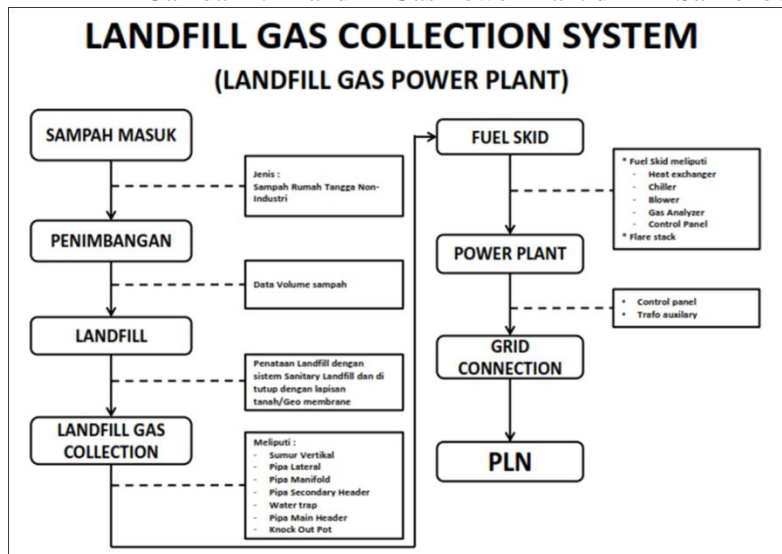 LANDFILL GAS COLLECTION SYSTEM
(LANDFILL GAS POWER PLANT)
SAMPAH MASUK
Jenis :
Sampah Rumah Tangga Non-
Industri
PENIMBANGAN
Data Volume sampah
LANDFILL
Penataan Landfill dengan
sistem Sanitary Landfill dan di
tutup dengan lapisan
tanah/Geo membrane
LANDFILL GAS
COLLECTION
Meliputi :
- Sumur Vertikal
- Pipa Lateral
- Pipa Manifold
- Pipa Secondary Header
- Water trap
- Pipa Main Header
- Knock Out Pot
FUEL SKID
* Fuel Skid meliputi
- Heat exchanger
- Chiller
- Blower
- Gas Analyzer
- Control Panel
* Flare stack
POWER PLANT
• Control panel
• Trafo auxilary
GRID
CONNECTION
PLN